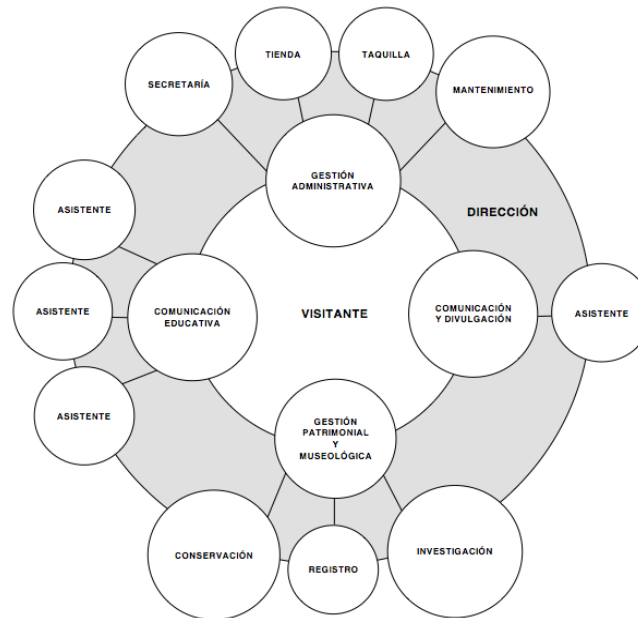 TIENDA
TAQUILLA
SECRETARÍA
MANTENIMIENTO
GESTIÓN
ADMINISTRATIVA
ASISTENTE
DIRECCIÓN
ASISTENTE
COMUNICACIÓN
EDUCATIVA
VISITANTE
COMUNICACIÓN
Y DIVULGACIÓN
ASISTENTE
ASISTENTE
GESTIÓN
PATRIMONIAL
Y
MUSEOLÓGICA
CONSERVACIÓN
REGISTRO
INVESTIGACIÓN